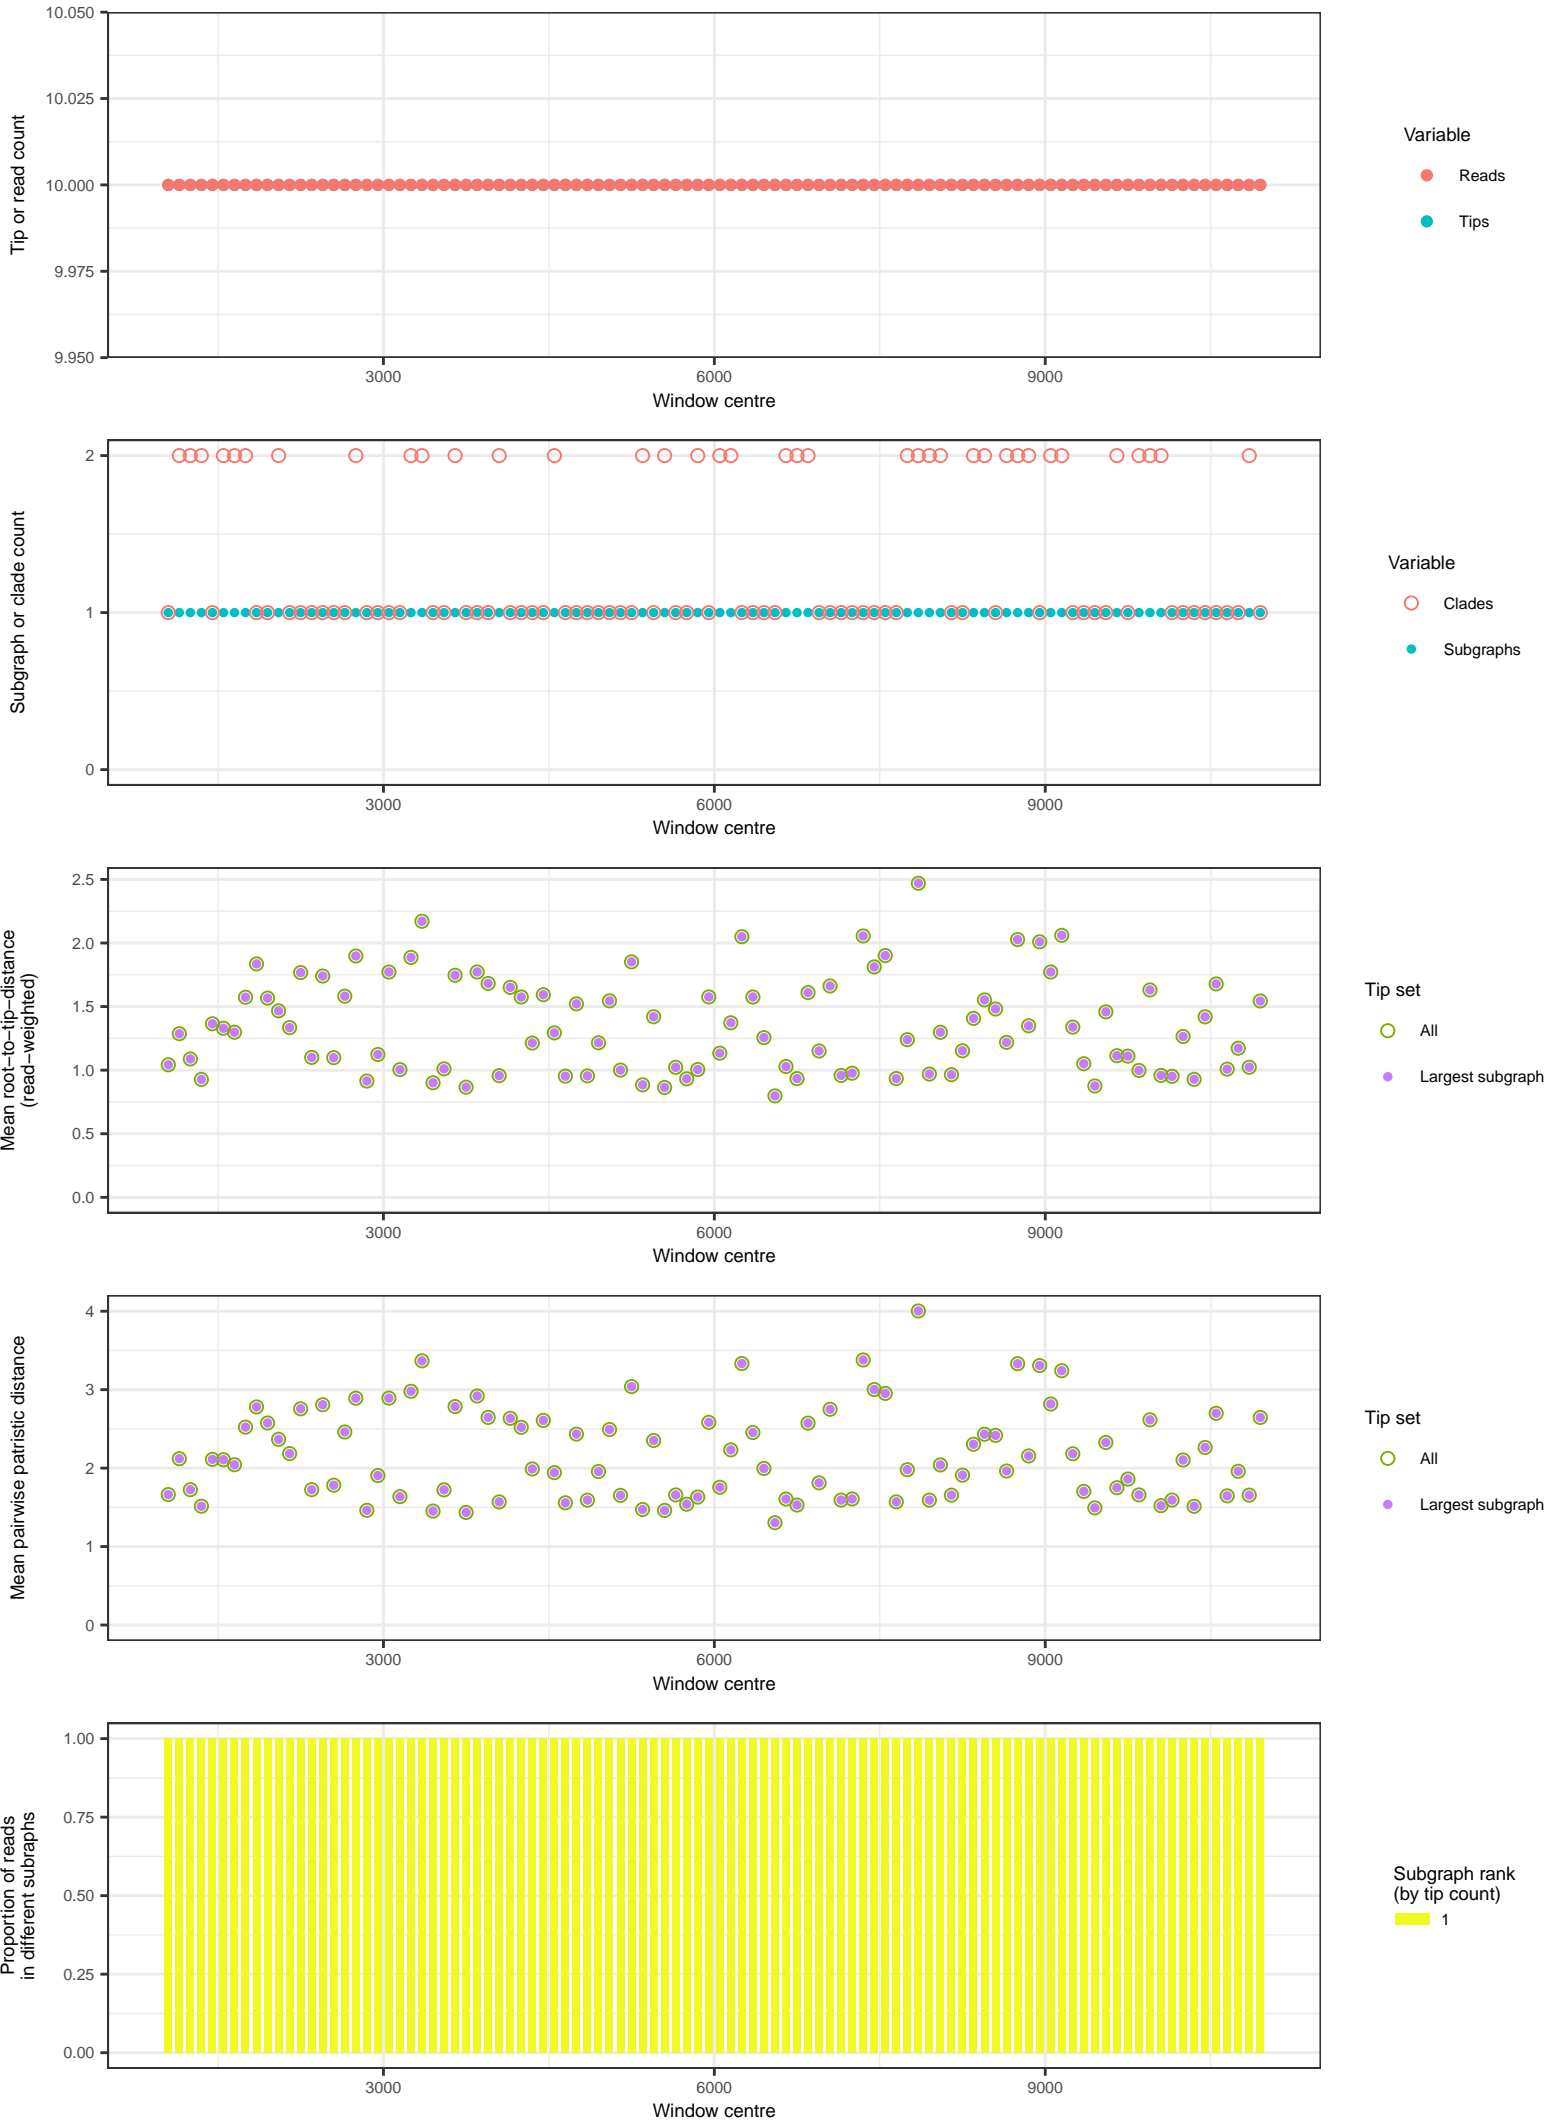 10.050
10.025
10.000
9.975
9.950
Tip or read count
3000 6000 9000
Window centre
Variable
Reads
Tips
2
1
0
Subgraph or clade count
3000 6000 9000
Window centre
Variable
Clades
Subgraphs
2.5
2.0
1.5
1.0
0.5
0.0
Mean root−to−tip−distance
(read−weighted)
3000 6000 9000
Window centre
Tip set
All
Largest subgraph
4
3
2
1
0
Mean pairwise patristic distance
3000 6000 9000
Window centre
Tip set
All
Largest subgraph
1.00
0.75
0.50
0.25
0.00
Proportion of reads
in different subraphs
3000 6000 9000
Window centre
Subgraph rank
(by tip count)
1